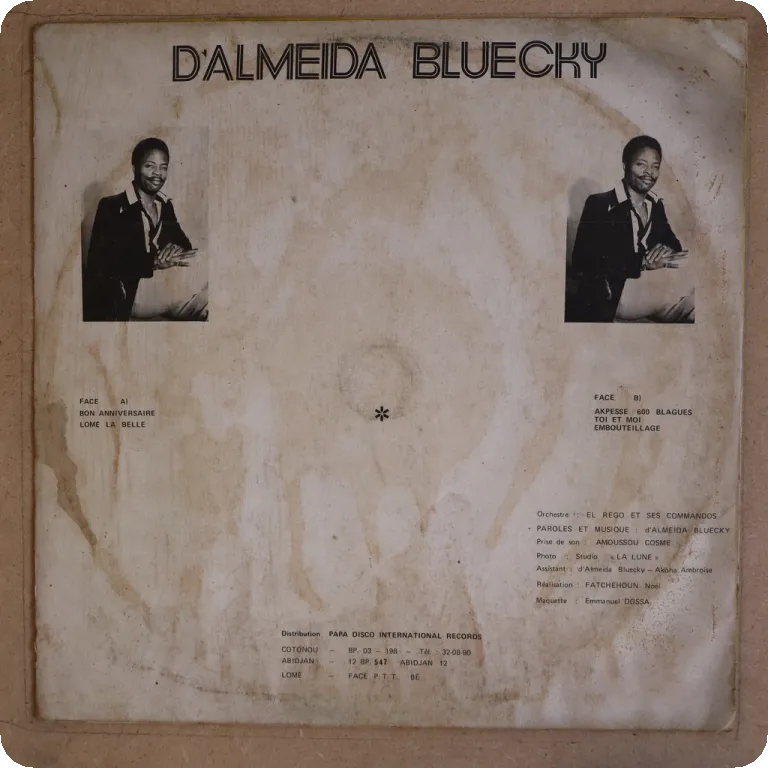 D'ALMEIDA BLUECKY
FACE A)
BON ANNIVERSAIRE
LOME LA BELLE
FACE B)
AKPESSE 600 BLAGUES
TOI ET MOI
EMBOUTEILLAGE
Orchestre : EL REGO ET SES COMMANDOS
- PAROLES ET MUSIQUE : d'ALMEIDA BLUECKY
Prise de son : AMOUSSOU COSME
Photo : Studio « LA LUNE »
Assistant : d'Almeida Bluecky – Akona Ambroise
Réalisation : FATCHEHOUN Noel
Maquette : Emmanuel DOSSA
Distribution PAPA DISCO INTERNATIONAL RECORDS
COTONOU – BP. 03 – 198 – Tél. 32-08-90
ABIDJAN – 12 BP. 547 ABIDJAN 12
LOME – FACE P.T.T. BÉ